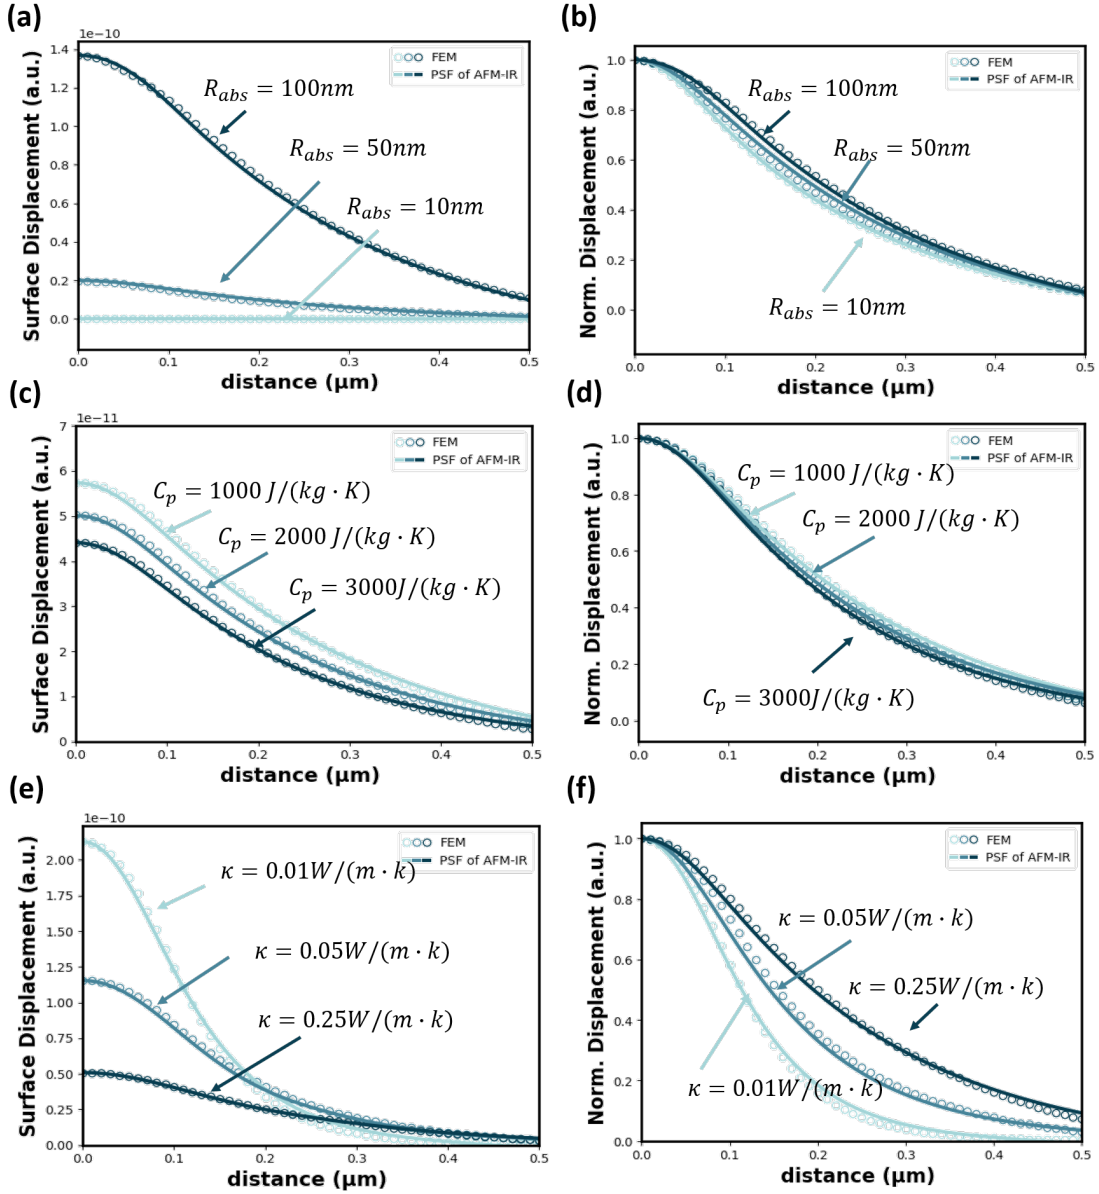 (a)
1e−10
Surface Displacement (a.u.)
1.4
1.2
1.0
0.8
0.6
0.4
0.2
0.0
FEM
PSF of AFM-IR
R_abs = 100nm
R_abs = 50nm
R_abs = 10nm
0.0 0.1 0.2 0.3 0.4 0.5
distance (μm)
(b)
Norm. Displacement (a.u.)
1.0
0.8
0.6
0.4
0.2
0.0
FEM
PSF of AFM-IR
R_abs = 100nm
R_abs = 50nm
R_abs = 10nm
0.0 0.1 0.2 0.3 0.4 0.5
distance (μm)
(c)
1e−11
Surface Displacement (a.u.)
7
6
5
4
3
2
1
0
FEM
PSF of AFM-IR
C_p = 1000 J/(kg · K)
C_p = 2000 J/(kg · K)
C_p = 3000J/(kg · K)
0.0 0.1 0.2 0.3 0.4 0.5
distance (μm)
(d)
Norm. Displacement (a.u.)
1.0
0.8
0.6
0.4
0.2
0.0
FEM
PSF of AFM-IR
C_p = 1000 J/(kg · K)
C_p = 2000 J/(kg · K)
C_p = 3000J/(kg · K)
0.0 0.1 0.2 0.3 0.4 0.5
distance (μm)
(e)
1e−10
Surface Displacement (a.u.)
2.00
1.75
1.50
1.25
1.00
0.75
0.50
0.25
0.00
FEM
PSF of AFM-IR
κ = 0.01W/(m · k)
κ = 0.05W/(m · k)
κ = 0.25W/(m · k)
0.0 0.1 0.2 0.3 0.4 0.5
distance (μm)
(f)
Norm. Displacement (a.u.)
1.0
0.8
0.6
0.4
0.2
0.0
FEM
PSF of AFM-IR
κ = 0.05W/(m · k)
κ = 0.25W/(m · k)
κ = 0.01W/(m · k)
0.0 0.1 0.2 0.3 0.4 0.5
distance (μm)